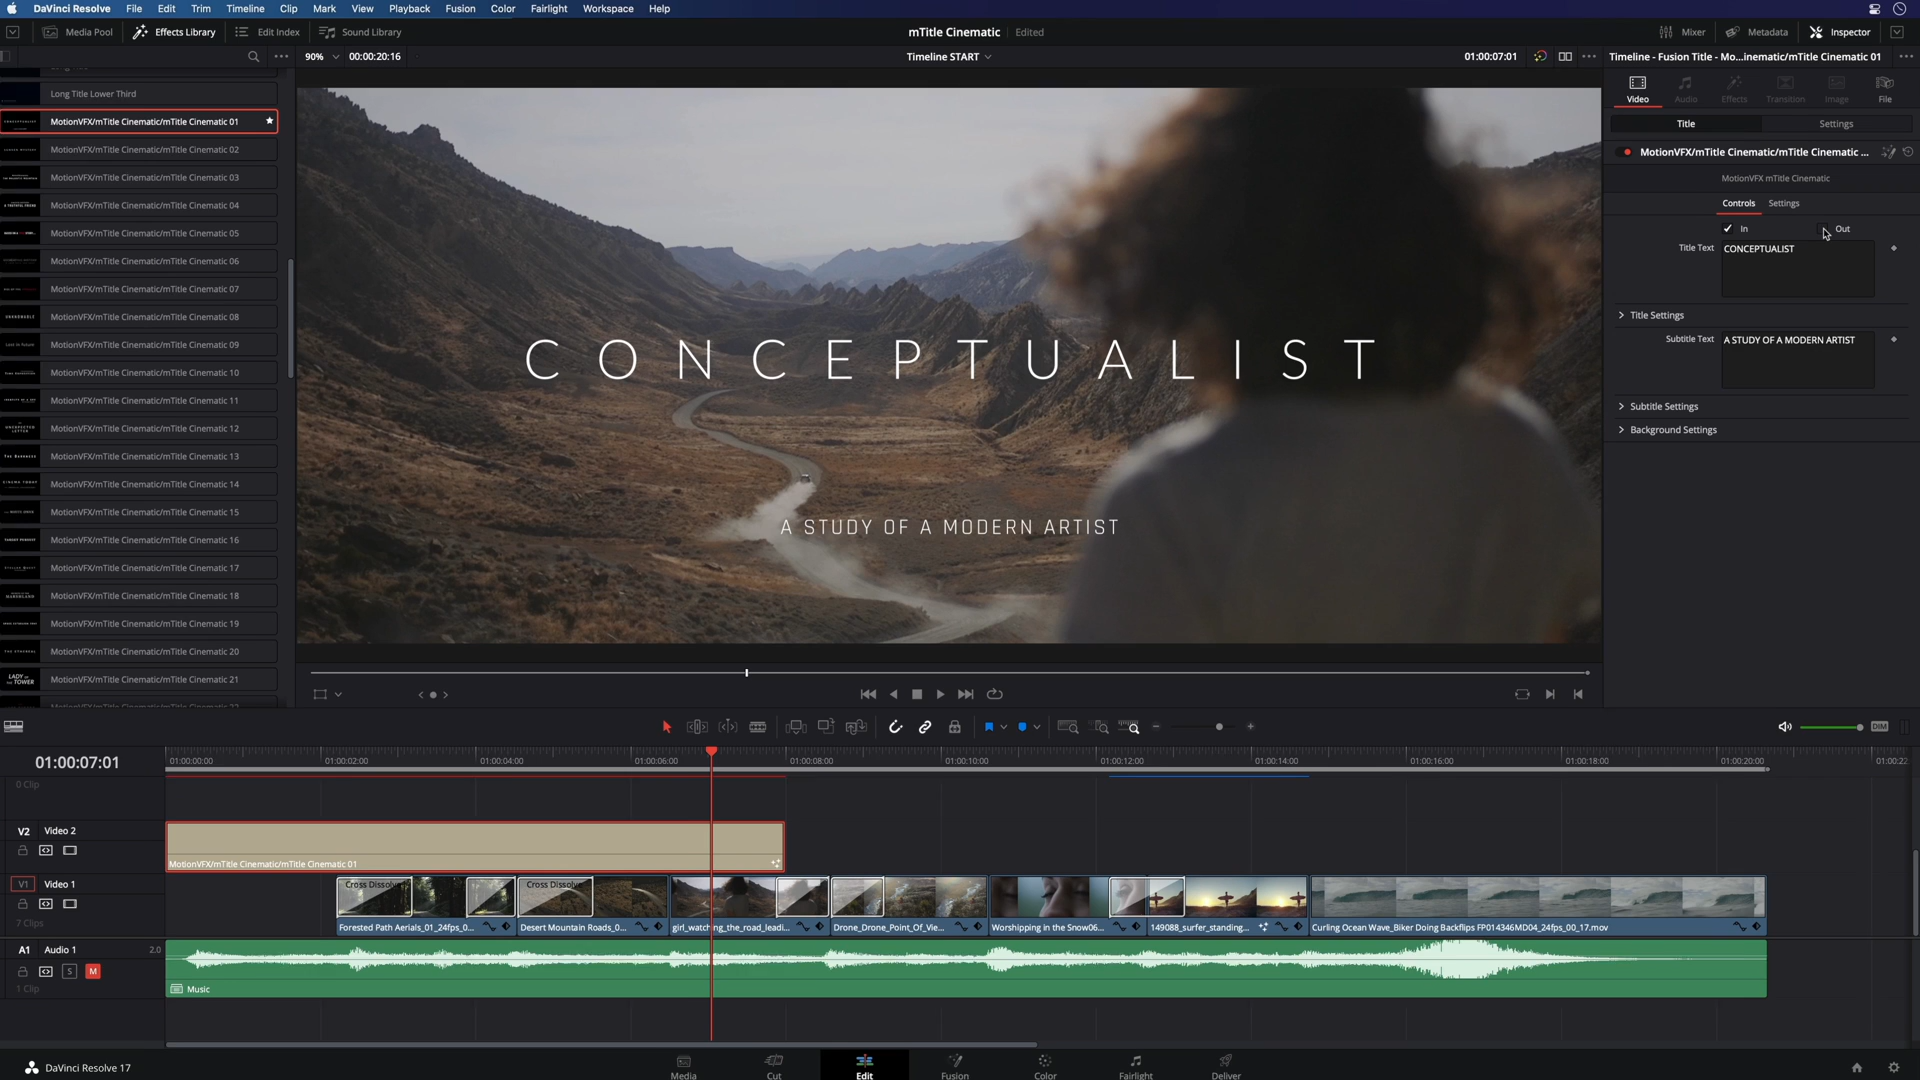 DaVinci Resolve File Edit Trim Timeline Clip Mark View Playback Fusion Color Fairlight Workspace Help
Media Pool Effects Library Edit Index Sound Library mTitle Cinematic Edited Mixer Metadata Inspector
90% 00:00:20:16 Timeline START 01:00:07:01 Timeline - Fusion Title - Mo...inematic/mTitle Cinematic 01
Long Title Lower Third
MotionVFX/mTitle Cinematic/mTitle Cinematic 01
MotionVFX/mTitle Cinematic/mTitle Cinematic 02
MotionVFX/mTitle Cinematic/mTitle Cinematic 03
MotionVFX/mTitle Cinematic/mTitle Cinematic 04
MotionVFX/mTitle Cinematic/mTitle Cinematic 05
MotionVFX/mTitle Cinematic/mTitle Cinematic 06
MotionVFX/mTitle Cinematic/mTitle Cinematic 07
MotionVFX/mTitle Cinematic/mTitle Cinematic 08
MotionVFX/mTitle Cinematic/mTitle Cinematic 09
MotionVFX/mTitle Cinematic/mTitle Cinematic 10
MotionVFX/mTitle Cinematic/mTitle Cinematic 11
MotionVFX/mTitle Cinematic/mTitle Cinematic 12
MotionVFX/mTitle Cinematic/mTitle Cinematic 13
MotionVFX/mTitle Cinematic/mTitle Cinematic 14
MotionVFX/mTitle Cinematic/mTitle Cinematic 15
MotionVFX/mTitle Cinematic/mTitle Cinematic 16
MotionVFX/mTitle Cinematic/mTitle Cinematic 17
MotionVFX/mTitle Cinematic/mTitle Cinematic 18
MotionVFX/mTitle Cinematic/mTitle Cinematic 19
MotionVFX/mTitle Cinematic/mTitle Cinematic 20
LADY OF THE TOWER MotionVFX/mTitle Cinematic/mTitle Cinematic 21
CONCEPTUALIST
A STUDY OF A MODERN ARTIST
Video Audio Effects Transition Image File
Title Settings
MotionVFX/mTitle Cinematic/mTitle Cinematic ...
MotionVFX mTitle Cinematic
Controls Settings
In Out
Title Text CONCEPTUALIST
Title Settings
Subtitle Text A STUDY OF A MODERN ARTIST
Subtitle Settings
Background Settings
DIM
01:00:07:01 01:00:00:00 01:00:02:00 01:00:04:00 01:00:06:00 01:00:08:00 01:00:10:00 01:00:12:00 01:00:14:00 01:00:16:00 01:00:18:00 01:00:20:00 01:00:22
0 Clip
V2 Video 2
MotionVFX/mTitle Cinematic/mTitle Cinematic 01
V1 Video 1
Cross Dissolve Cross Dissolve
7 Clips Forested Path Aerials_01_24fps_0... Desert Mountain Roads_0... girl_watching_the_road_leadi... Drone_Drone_Point_Of_Vie... Worshipping in the Snow06... 149088_surfer_standing... Curling Ocean Wave_Biker Doing Backflips FP014346MD04_24fps_00_17.mov
A1 Audio 1 2.0
S M
1 Clip Music
DaVinci Resolve 17 Media Cut Edit Fusion Color Fairlight Deliver